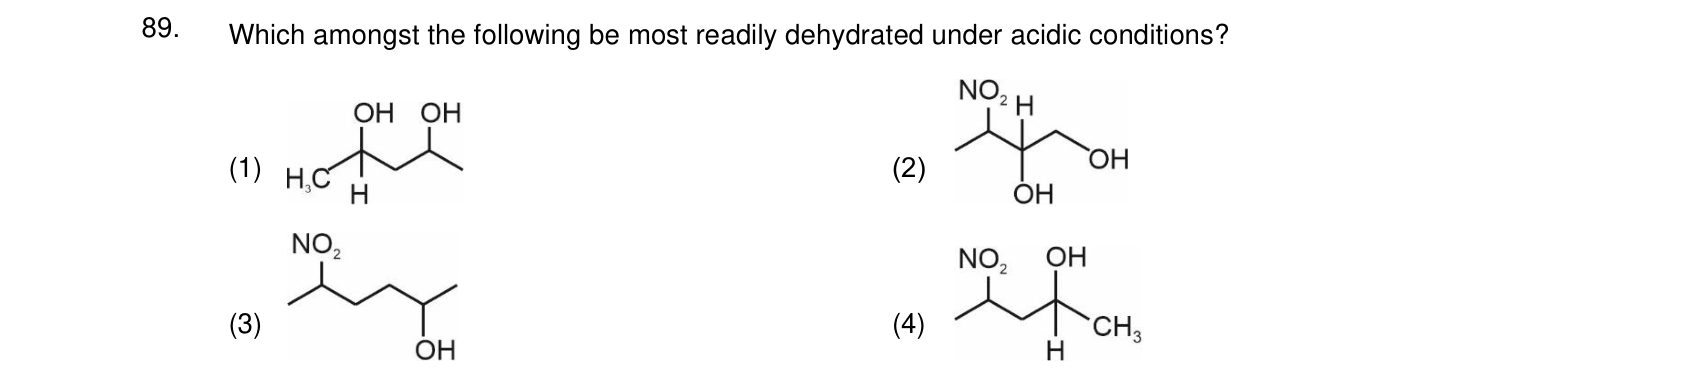 89. Which amongst the following be most readily dehydrated under acidic conditions?
(1) OH OH H₃C H
(2) NO₂ H OH OH
(3) NO₂ OH
(4) NO₂ OH CH₃ H